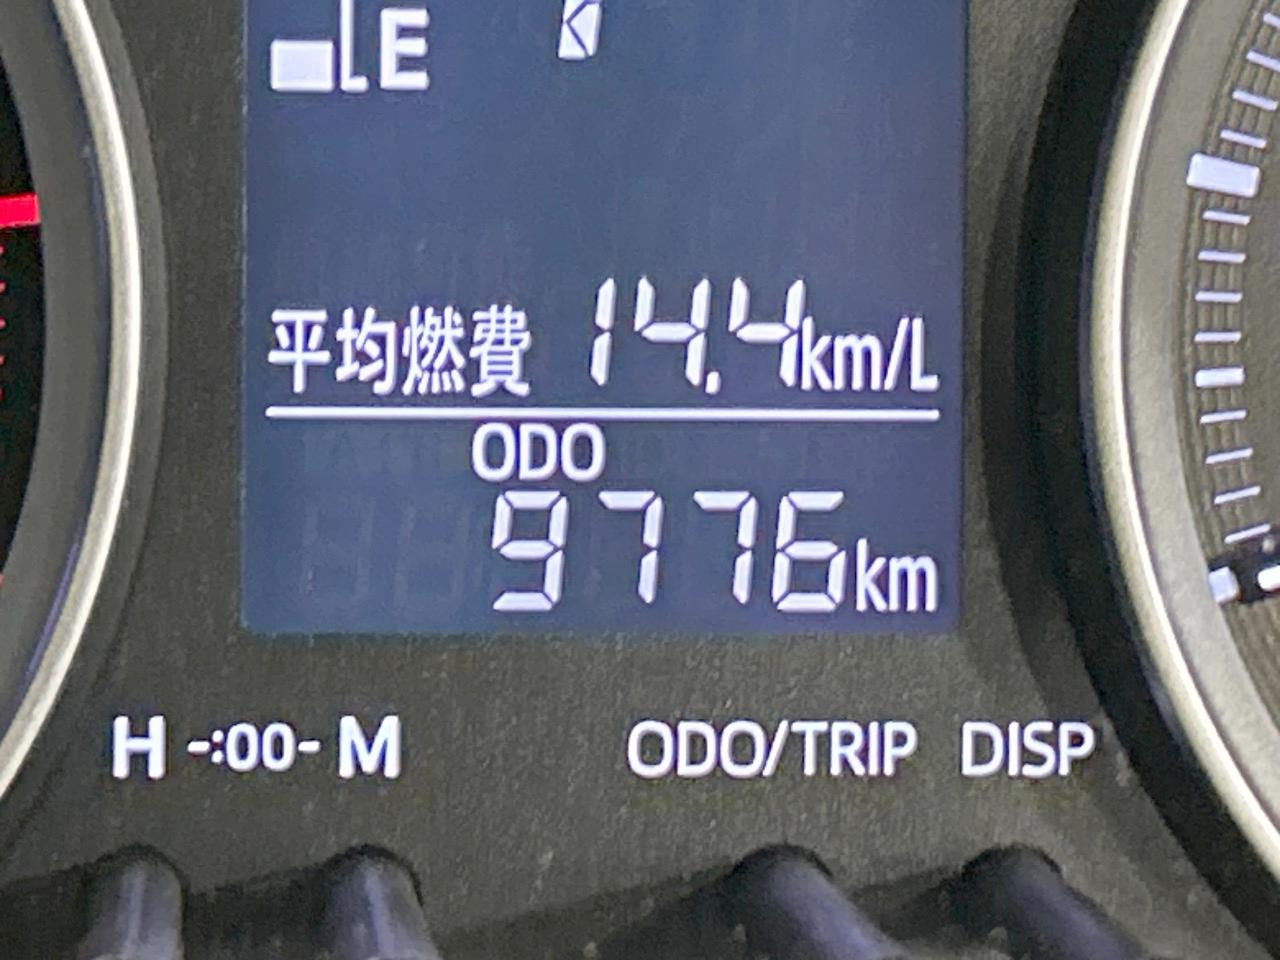 E
平均燃費 14.4km/L
ODO
9776km
H -:00- M ODO/TRIP DISP